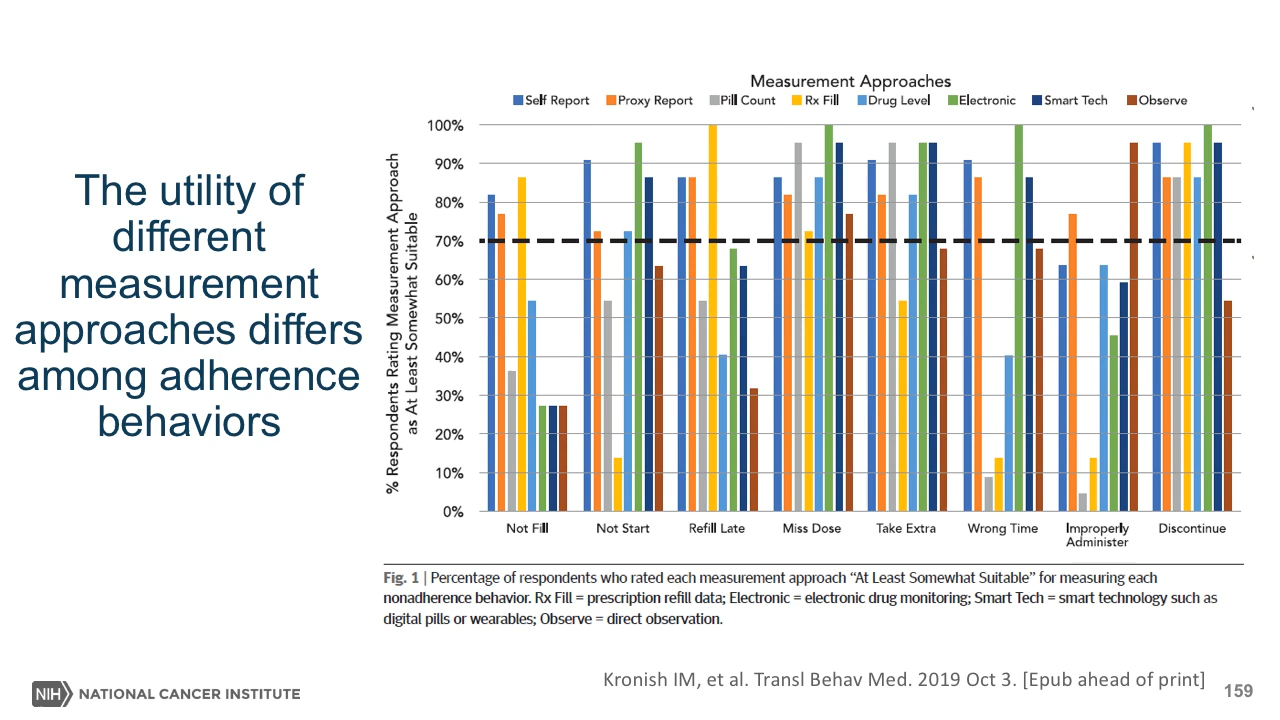 The utility of
different
measurement
approaches differs
among adherence
behaviors
Measurement Approaches
Self Report Proxy Report Pill Count Rx Fill Drug Level Electronic Smart Tech Observe
% Respondents Rating Measurement Approach
as At Least Somewhat Suitable
100%
90%
80%
70%
60%
50%
40%
30%
20%
10%
0%
Not Fill Not Start Refill Late Miss Dose Take Extra Wrong Time Improperly Discontinue
Administer
Fig. 1 | Percentage of respondents who rated each measurement approach “At Least Somewhat Suitable” for measuring each
nonadherence behavior. Rx Fill = prescription refill data; Electronic = electronic drug monitoring; Smart Tech = smart technology such as
digital pills or wearables; Observe = direct observation.
Kronish IM, et al. Transl Behav Med. 2019 Oct 3. [Epub ahead of print]
NIH NATIONAL CANCER INSTITUTE
159